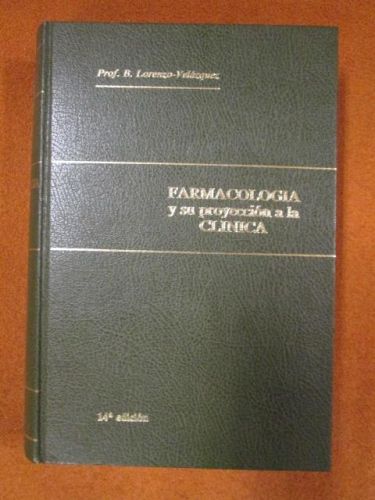 Prof. B. Lorenzo-Velázquez
FARMACOLOGIA
y su proyección a la
CLINICA
14ª edición